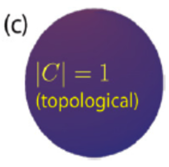 (c)
|C| = 1
(topological)